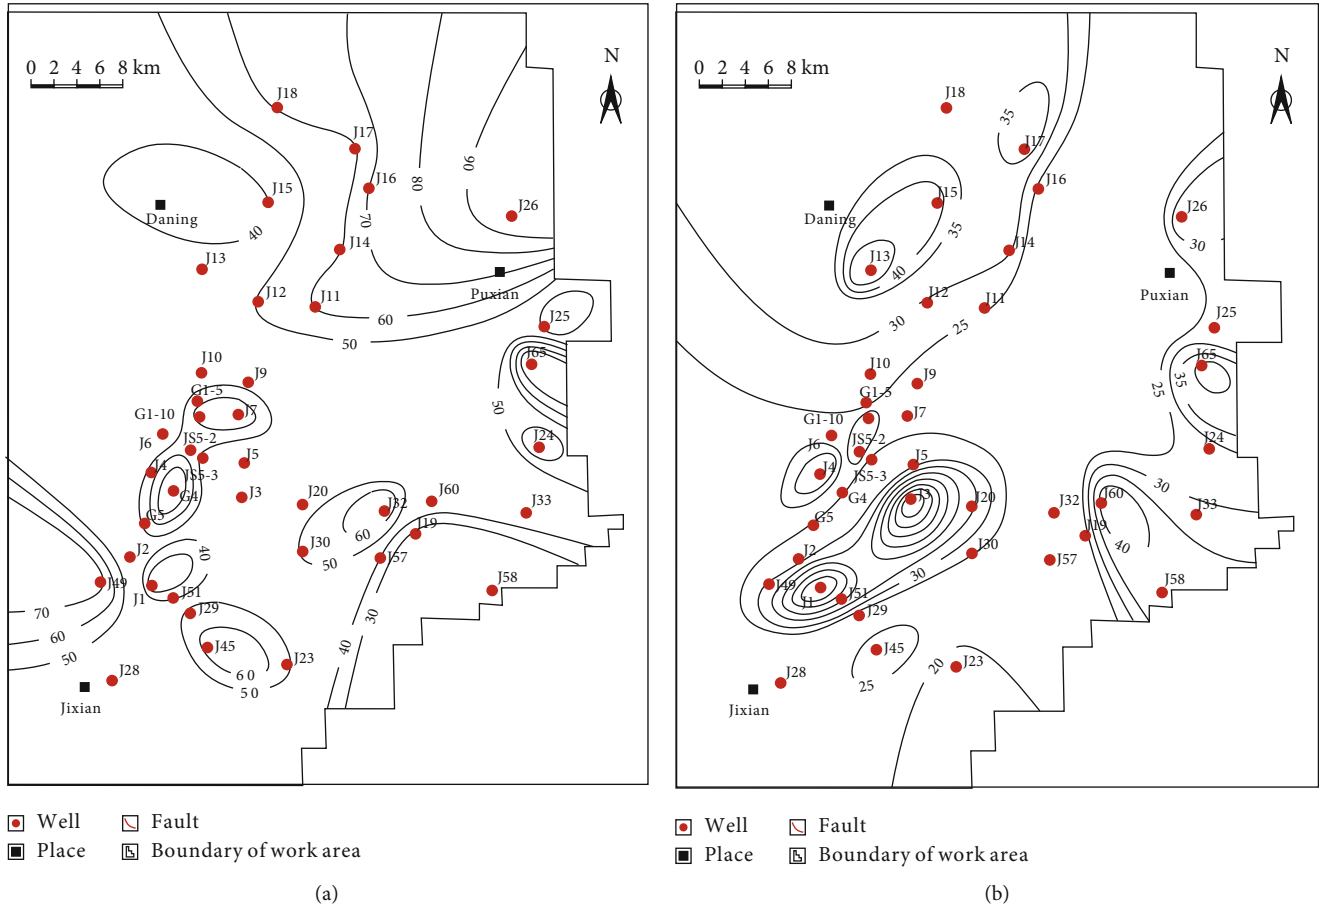 0 2 4 6 8 km
N
J18
J17
J16
J15
Daning
40
J13
J14
70
80
90
J26
Puxian
J12
J11
60
50
J25
J65
50
J10
J9
G1-5
G1-10
J7
J6
JS5-2
J4
JS5-3
J5
G4
J3
G5
J24
J20
J32
J60
J33
60
J19
J30
50
J57
J2
40
J49
J1
J51
J58
70
60
50
J29
30
40
J45
J23
60
50
J28
Jixian
Well
Fault
Place
Boundary of work area
(a)
0 2 4 6 8 km
N
J18
35
J17
J16
J15
Daning
35
J13
40
J14
J26
30
Puxian
J12
J11
30
25
J25
J65
35
25
J10
J9
G1-5
G1-10
J7
J6
JS5-2
J4
JS5-3
J5
G4
J3
G5
J24
J20
J32
J60
30
J33
J19
40
J30
J57
J2
30
J49
J1
J51
J58
J29
J45
25
20
J23
J28
Jixian
Well
Fault
Place
Boundary of work area
(b)